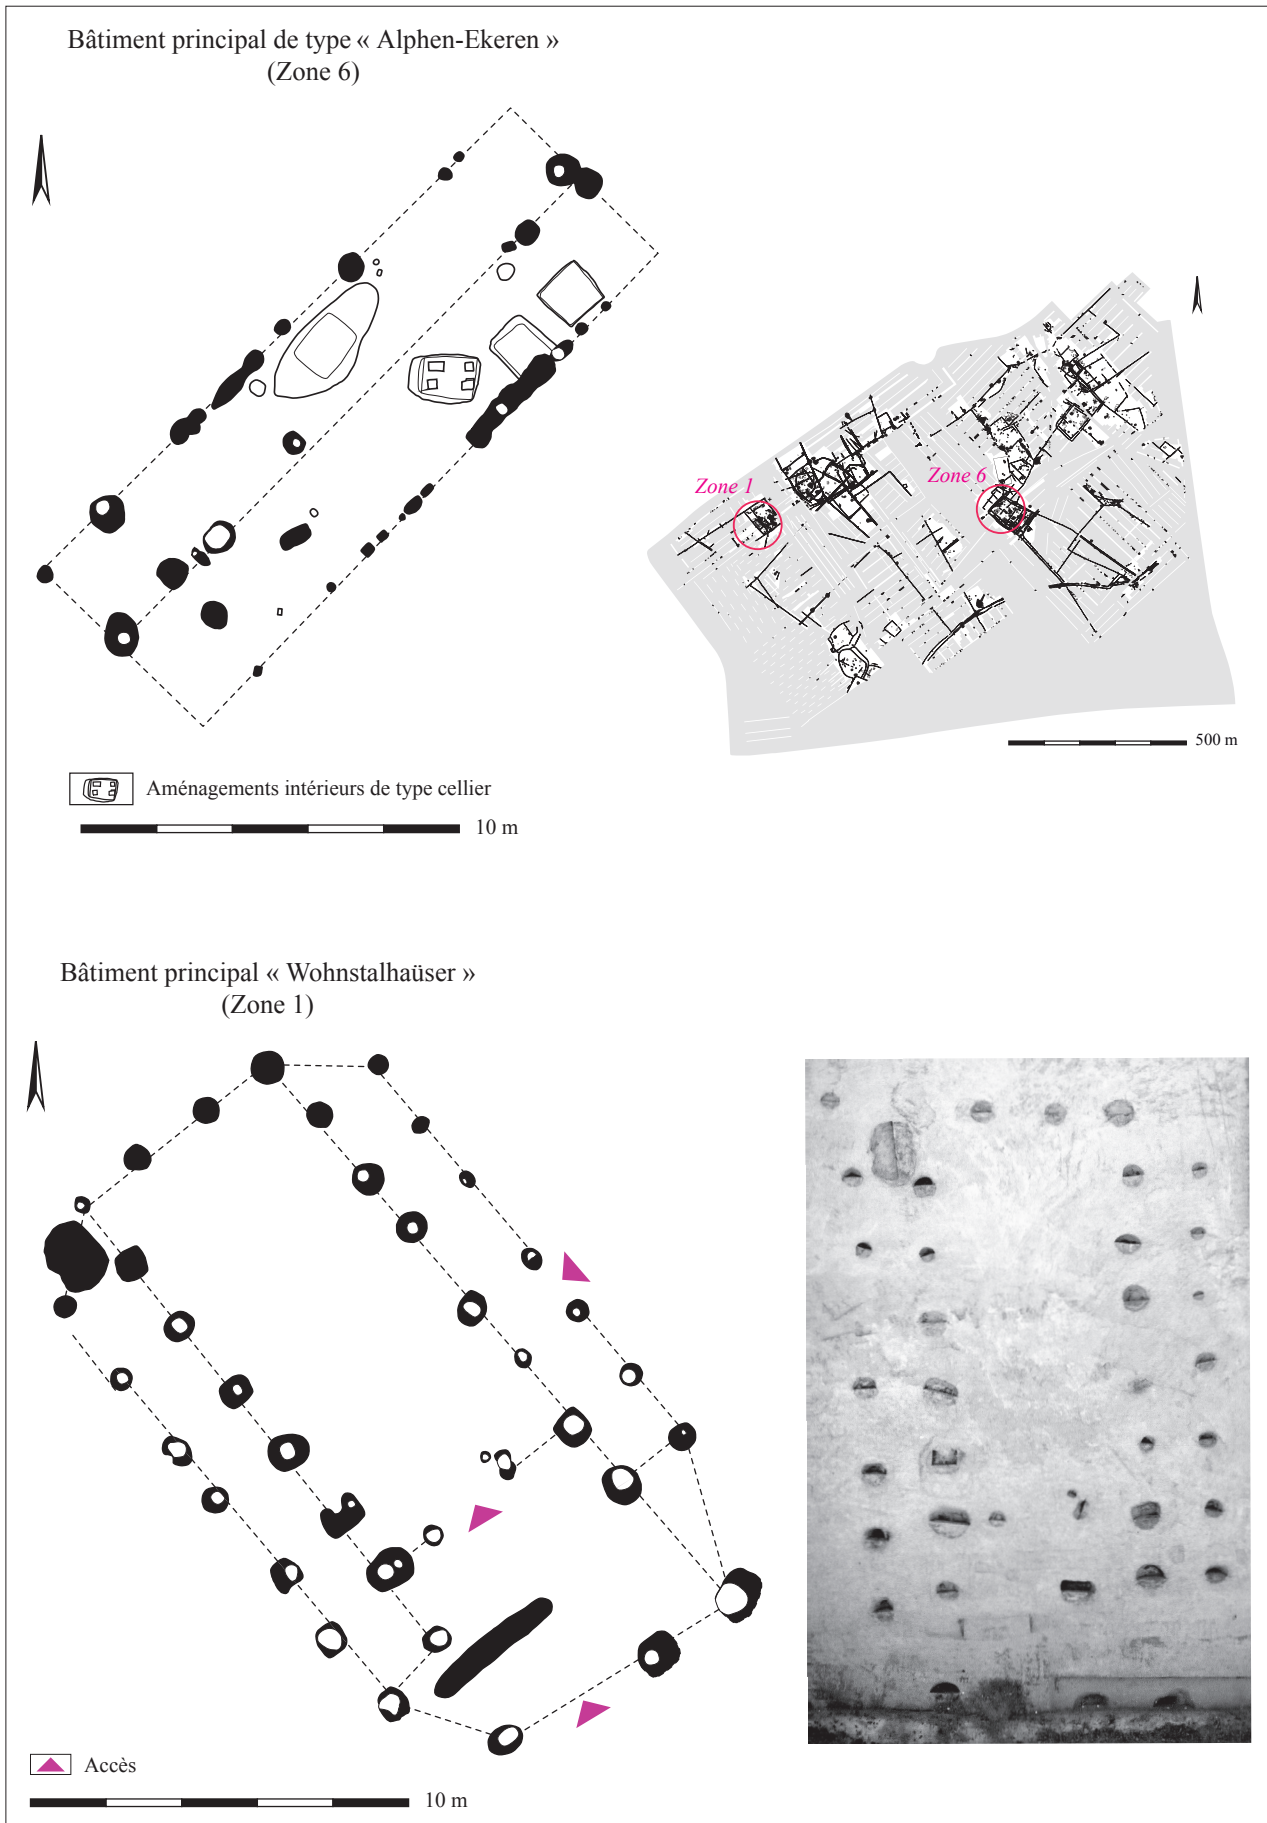 Bâtiment principal de type « Alphen-Ekeren »
(Zone 6)
Zone 1
Zone 6
500 m
Aménagements intérieurs de type cellier
10 m
Bâtiment principal « Wohnstalhaüser »
(Zone 1)
Accès
10 m